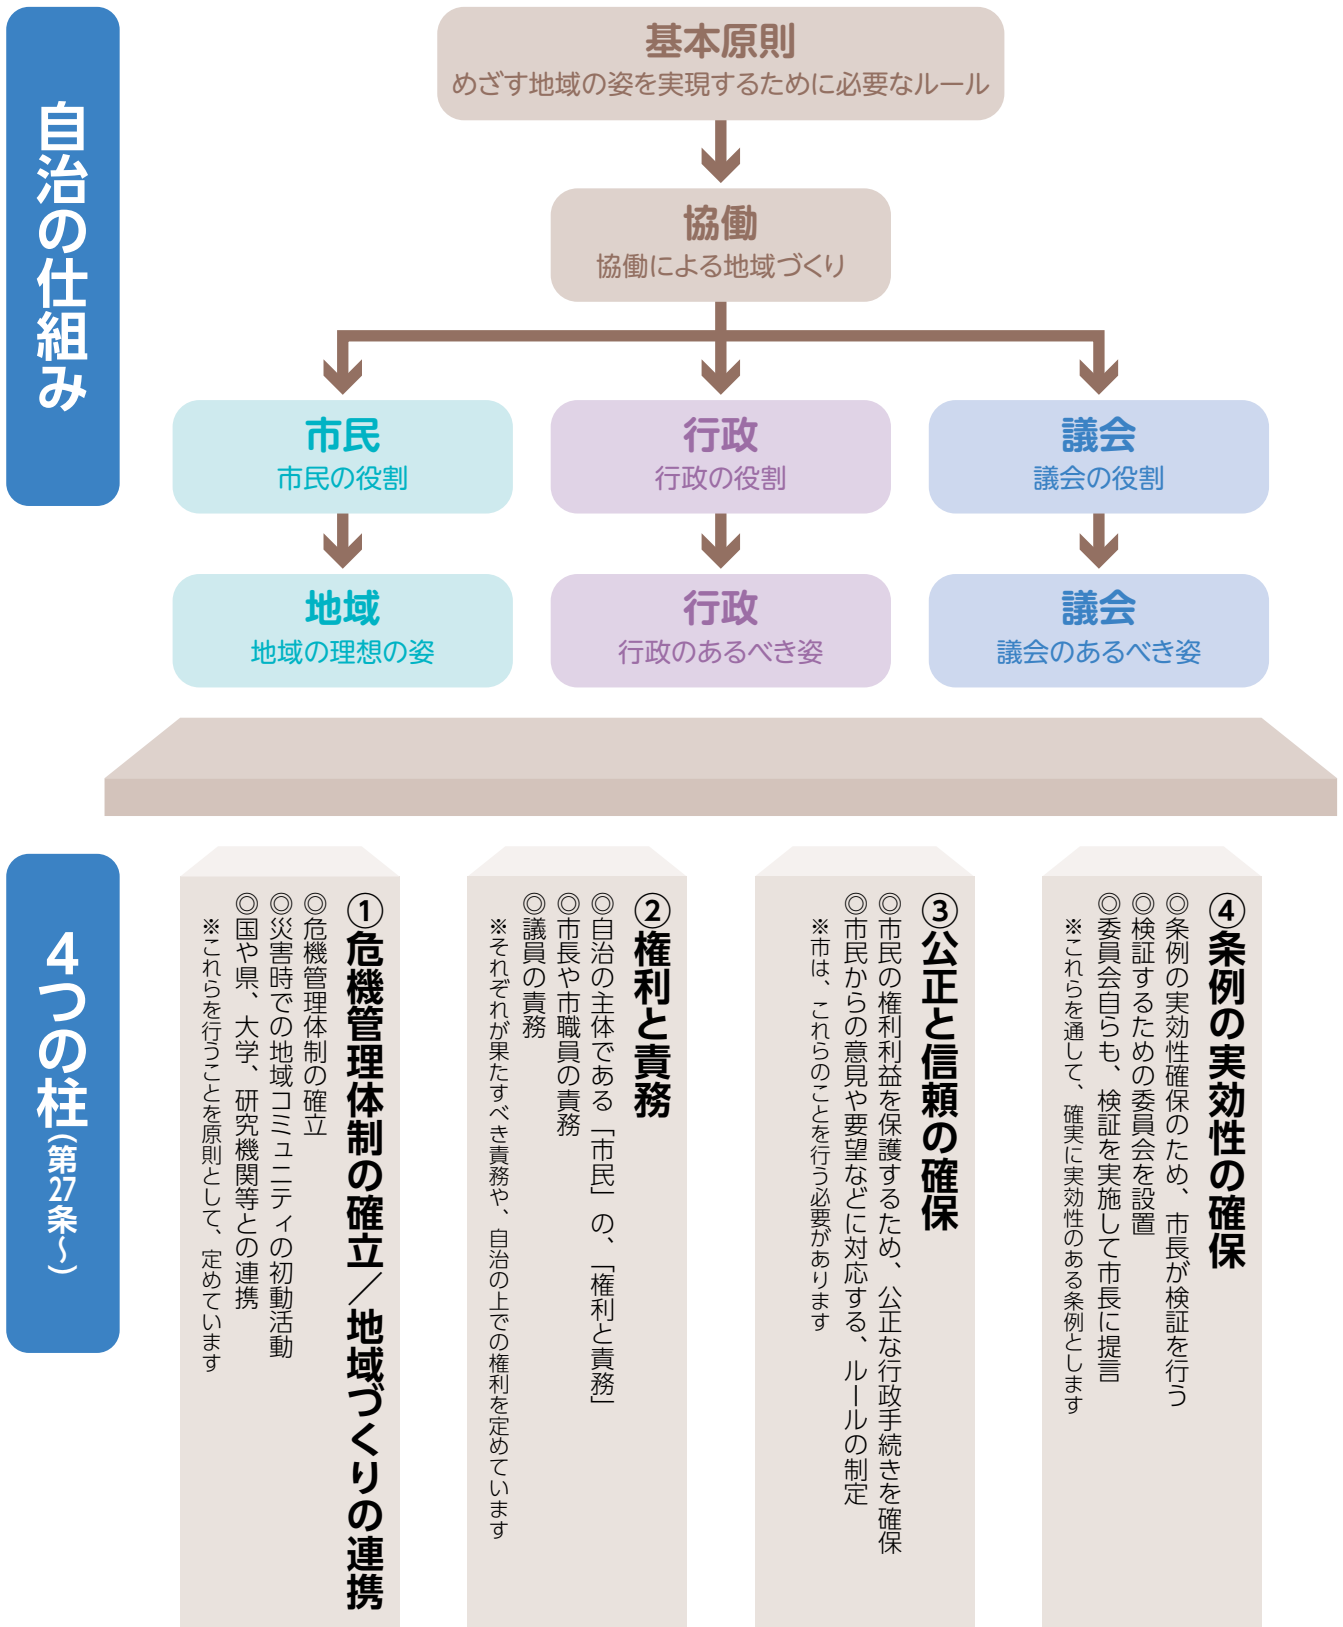 自治の仕組み
基本原則
めざす地域の姿を実現するために必要なルール
協働
協働による地域づくり
市民
市民の役割
行政
行政の役割
議会
議会の役割
地域
地域の理想の姿
行政
行政のあるべき姿
議会
議会のあるべき姿
4つの柱(第27条〜)
①危機管理体制の確立／地域づくりの連携
◎危機管理体制の確立
◎災害時での地域コミュニティの初動活動
◎国や県、大学、研究機関等との連携
※これらを行うことを原則として、定めています
②権利と責務
◎自治の主体である「市民」の、「権利と責務」
◎市長や市職員の責務
◎議員の責務
※それぞれが果たすべき責務や、自治の上での権利を定めています
③公正と信頼の確保
◎市民の権利利益を保護するため、公正な行政手続きを確保
◎市民からの意見や要望などに対応する、ルールの制定
※市は、これらのことを行う必要があります
④条例の実効性の確保
◎条例の実効性確保のため、市長が検証を行う
◎検証するための委員会を設置
◎委員会自らも、検証を実施して市長に提言
※これらを通して、確実に実効性のある条例とします